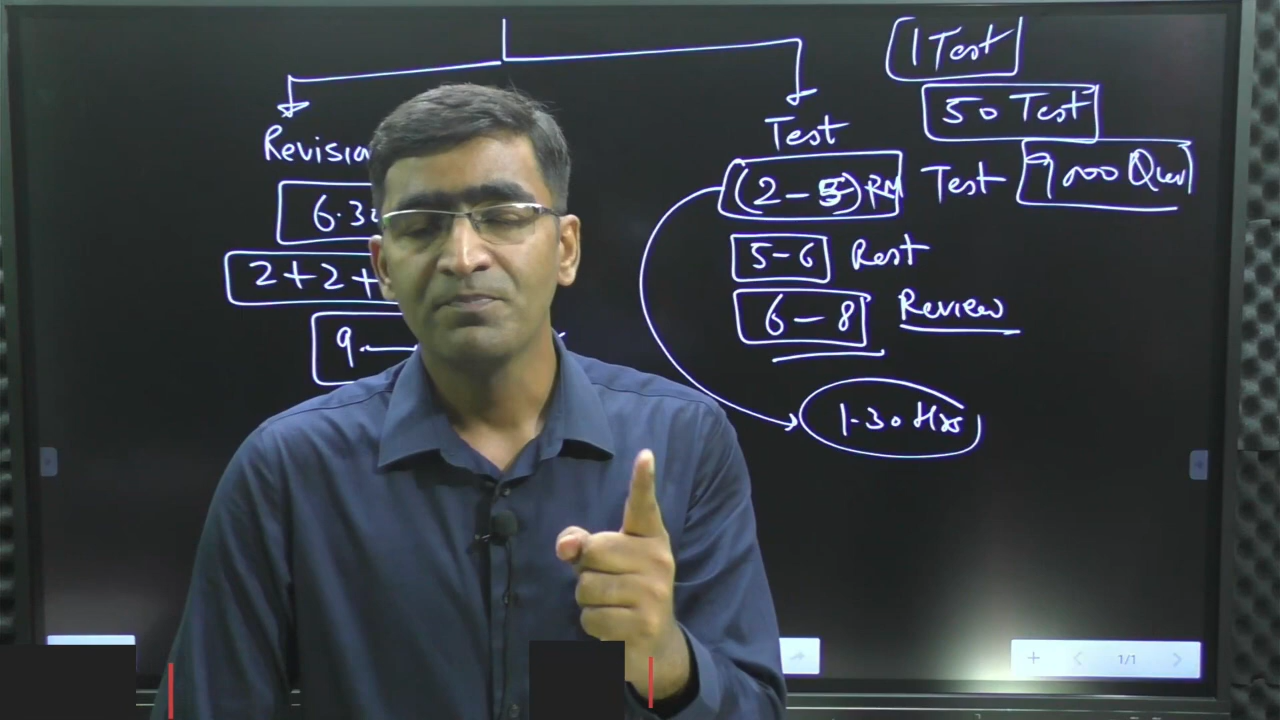 1 Test
50 Test
Revision
Test
(2-5)PM Test 9000 Ques
6.30
5-6 Rest
2+2+
6-8 Review
9-
1.30 Hrs
1/1